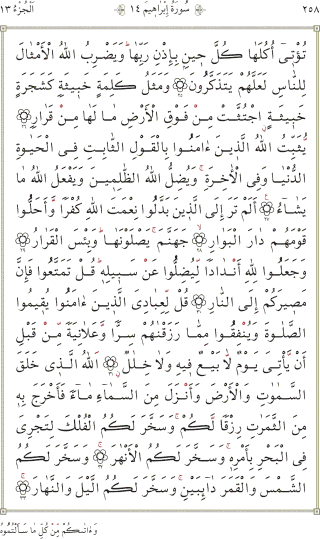 ٢٥٨ سُورَةُ إِبْرَاهِيمَ ١٤ الْجُزْءُ ١٣
تُؤْتِىٓ أُكُلَهَا كُلَّ حِينٍۭ بِإِذْنِ رَبِّهَا ۗ وَيَضْرِبُ ٱللَّهُ ٱلْأَمْثَالَ
لِلنَّاسِ لَعَلَّهُمْ يَتَذَكَّرُونَ ۝ وَمَثَلُ كَلِمَةٍ خَبِيثَةٍ كَشَجَرَةٍ
خَبِيثَةٍ ٱجْتُثَّتْ مِن فَوْقِ ٱلْأَرْضِ مَا لَهَا مِن قَرَارٍ ۝
يُثَبِّتُ ٱللَّهُ ٱلَّذِينَ ءَامَنُوا۟ بِٱلْقَوْلِ ٱلثَّابِتِ فِى ٱلْحَيَوٰةِ
ٱلدُّنْيَا وَفِى ٱلْأَخِرَةِ ۖ وَيُضِلُّ ٱللَّهُ ٱلظَّٰلِمِينَ ۚ وَيَفْعَلُ ٱللَّهُ مَا
يَشَآءُ ۝ أَلَمْ تَرَ إِلَى ٱلَّذِينَ بَدَّلُوا۟ نِعْمَتَ ٱللَّهِ كُفْرًا وَأَحَلُّوا۟
قَوْمَهُمْ دَارَ ٱلْبَوَارِ ۝ جَهَنَّمَ يَصْلَوْنَهَا ۖ وَبِئْسَ ٱلْقَرَارُ ۝
وَجَعَلُوا۟ لِلَّهِ أَندَادًا لِّيُضِلُّوا۟ عَن سَبِيلِهِۦ ۗ قُلْ تَمَتَّعُوا۟ فَإِنَّ
مَصِيرَكُمْ إِلَى ٱلنَّارِ ۝ قُل لِّعِبَادِىَ ٱلَّذِينَ ءَامَنُوا۟ يُقِيمُوا۟
ٱلصَّلَوٰةَ وَيُنفِقُوا۟ مِمَّا رَزَقْنَٰهُمْ سِرًّا وَعَلَانِيَةً مِّن قَبْلِ
أَن يَأْتِىَ يَوْمٌ لَّا بَيْعٌ فِيهِ وَلَا خِلَٰلٌ ۝ ٱللَّهُ ٱلَّذِى خَلَقَ
ٱلسَّمَٰوَٰتِ وَٱلْأَرْضَ وَأَنزَلَ مِنَ ٱلسَّمَآءِ مَآءً فَأَخْرَجَ بِهِۦ
مِنَ ٱلثَّمَرَٰتِ رِزْقًا لَّكُمْ ۖ وَسَخَّرَ لَكُمُ ٱلْفُلْكَ لِتَجْرِىَ
فِى ٱلْبَحْرِ بِأَمْرِهِۦ ۖ وَسَخَّرَ لَكُمُ ٱلْأَنْهَٰرَ ۝ وَسَخَّرَ لَكُمُ
ٱلشَّمْسَ وَٱلْقَمَرَ دَآئِبَيْنِ ۖ وَسَخَّرَ لَكُمُ ٱلَّيْلَ وَٱلنَّهَارَ ۝
وَءَاتَىٰكُم مِّن كُلِّ مَا سَأَلْتُمُوهُ